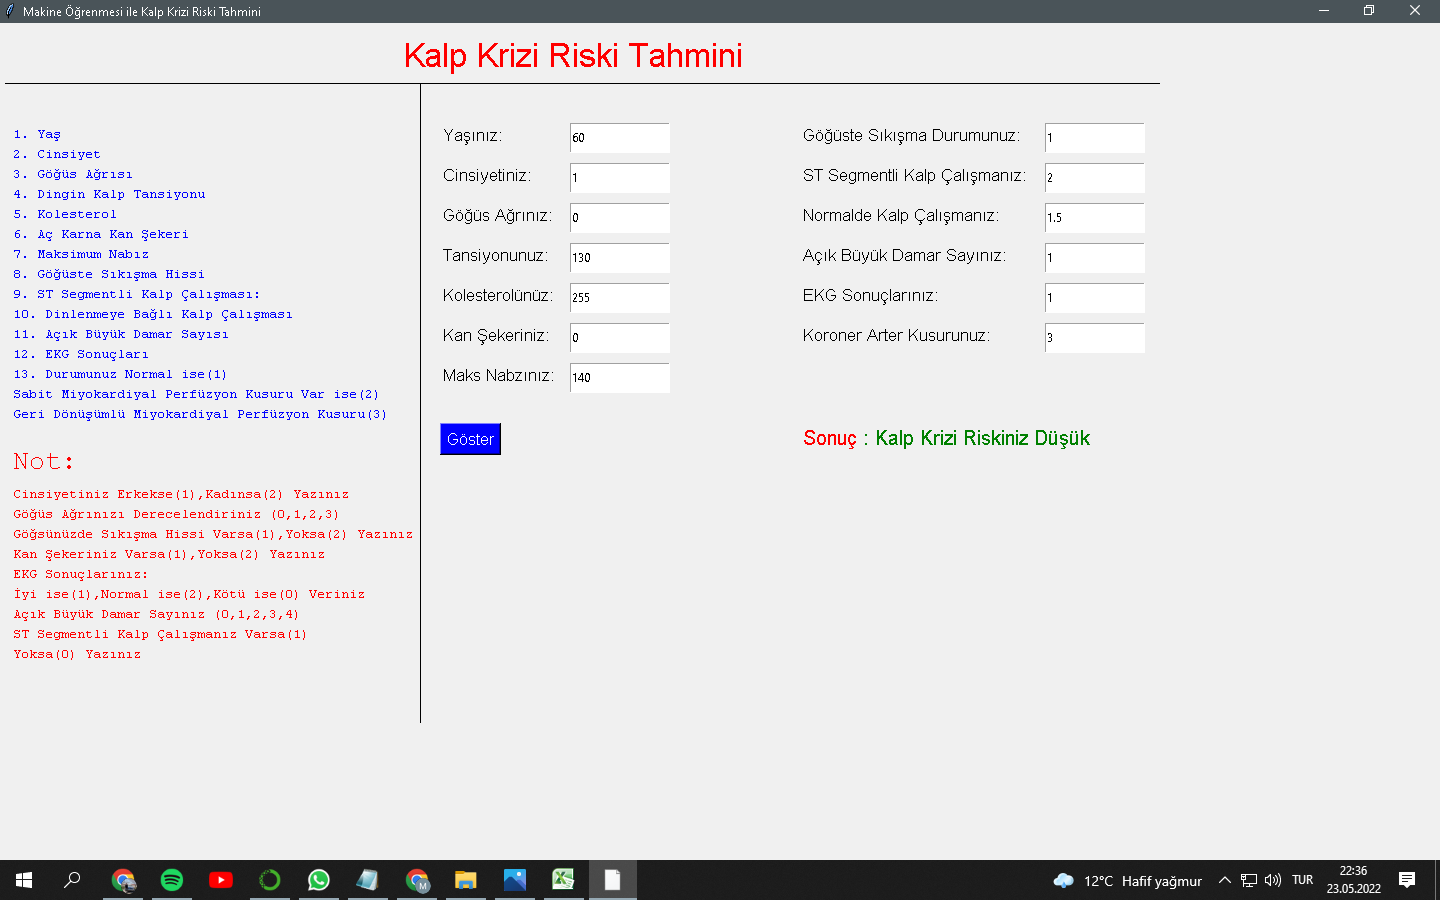 Makine Öğrenmesi ile Kalp Krizi Riski Tahmini
Kalp Krizi Riski Tahmini
1. Yaş
2. Cinsiyet
3. Göğüs Ağrısı
4. Dingin Kalp Tansiyonu
5. Kolesterol
6. Aç Karna Kan Şekeri
7. Maksimum Nabız
8. Göğüste Sıkışma Hissi
9. ST Segmentli Kalp Çalışması:
10. Dinlenmeye Bağlı Kalp Çalışması
11. Açık Büyük Damar Sayısı
12. EKG Sonuçları
13. Durumunuz Normal ise(1)
Sabit Miyokardiyal Perfüzyon Kusuru Var ise(2)
Geri Dönüşümlü Miyokardiyal Perfüzyon Kusuru(3)
Not:
Cinsiyetiniz Erkekse(1),Kadınsa(2) Yazınız
Göğüs Ağrınızı Derecelendiriniz (0,1,2,3)
Göğsünüzde Sıkışma Hissi Varsa(1),Yoksa(2) Yazınız
Kan Şekeriniz Varsa(1),Yoksa(2) Yazınız
EKG Sonuçlarınız:
İyi ise(1),Normal ise(2),Kötü ise(0) Veriniz
Açık Büyük Damar Sayınız (0,1,2,3,4)
ST Segmentli Kalp Çalışmanız Varsa(1)
Yoksa(0) Yazınız
Yaşınız: 60
Cinsiyetiniz: 1
Göğüs Ağrınız: 0
Tansiyonunuz: 130
Kolesterolünüz: 255
Kan Şekeriniz: 0
Maks Nabzınız: 140
Göster
Göğüste Sıkışma Durumunuz: 1
ST Segmentli Kalp Çalışmanız: 2
Normalde Kalp Çalışmanız: 1.5
Açık Büyük Damar Sayınız: 1
EKG Sonuçlarınız: 1
Koroner Arter Kusurunuz: 3
Sonuç : Kalp Krizi Riskiniz Düşük
M
12°C Hafif yağmur
TUR
22:36
23.05.2022